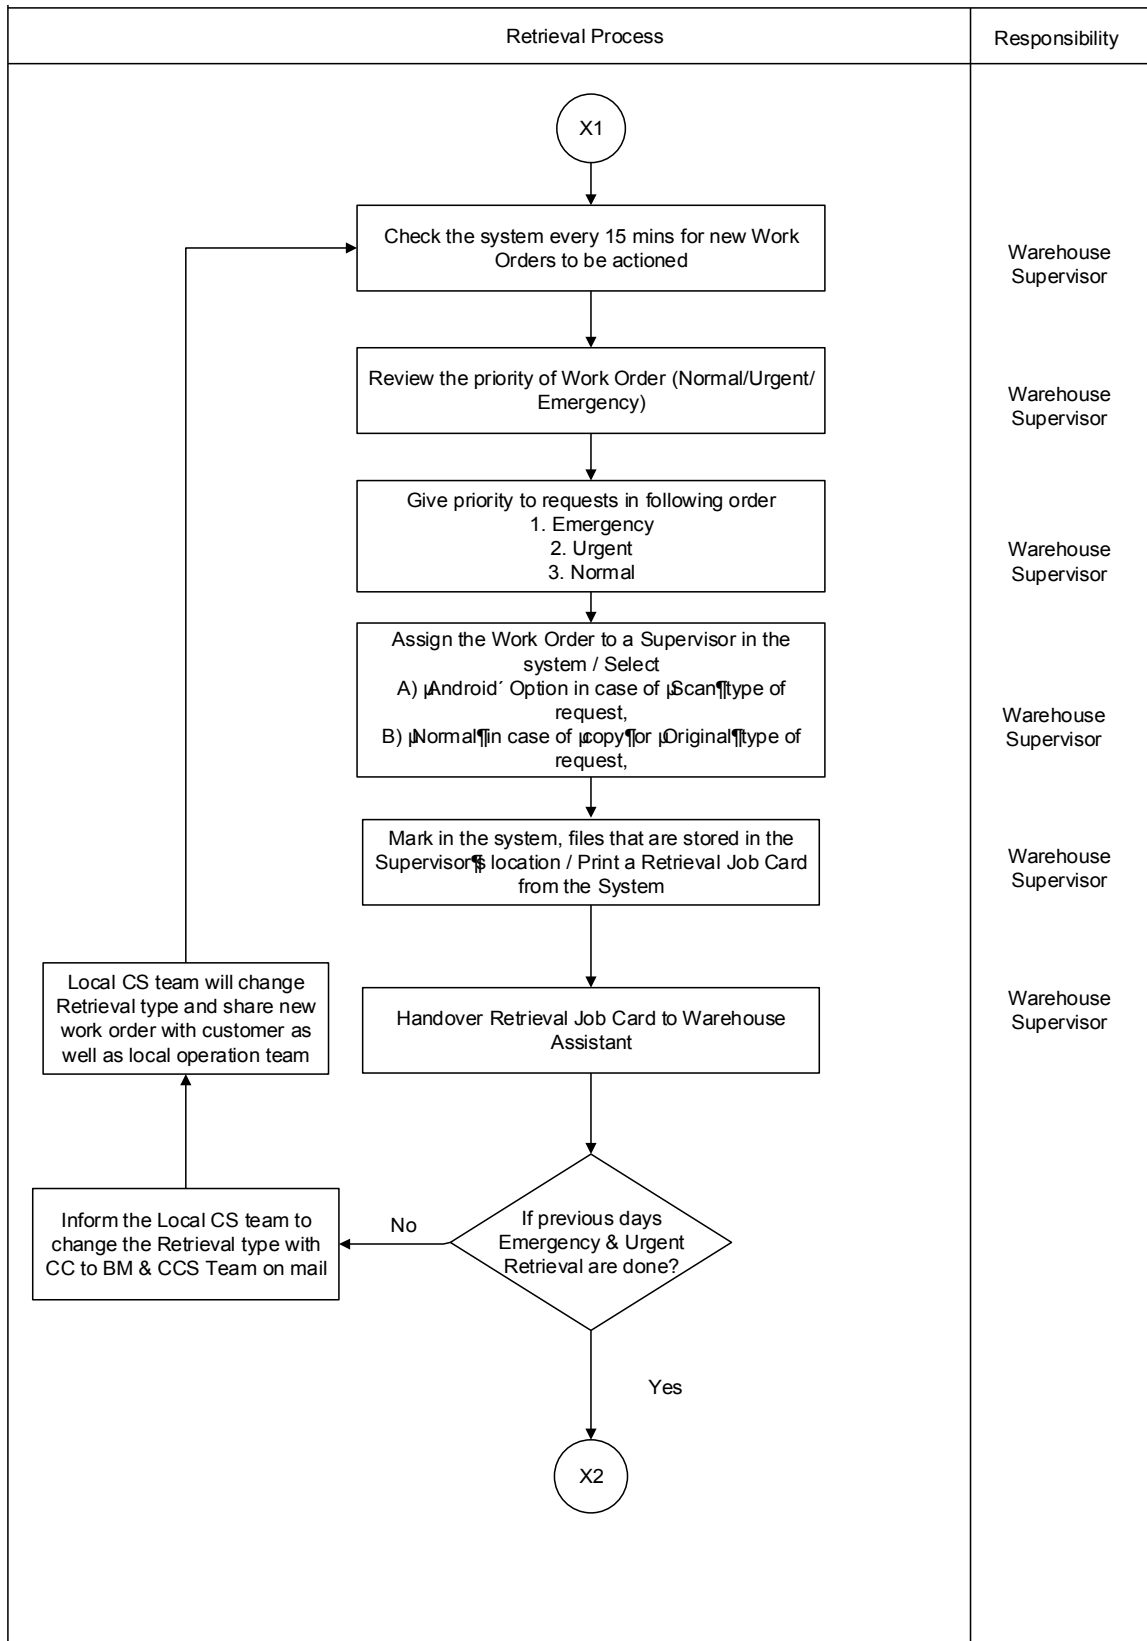 Retrieval Process
Responsibility
X1
Check the system every 15 mins for new Work
Orders to be actioned
Warehouse
Supervisor
Review the priority of Work Order (Normal/Urgent/
Emergency)
Warehouse
Supervisor
Give priority to requests in following order
1. Emergency
2. Urgent
3. Normal
Warehouse
Supervisor
Assign the Work Order to a Supervisor in the
system / Select
A) µAndroid´ Option in case of µScan¶ type of
request,
B) µNormal¶ in case of µcopy¶ or µOriginal¶ type of
request,
Warehouse
Supervisor
Mark in the system, files that are stored in the
Supervisor¶s location / Print a Retrieval Job Card
from the System
Warehouse
Supervisor
Local CS team will change
Retrieval type and share new
work order with customer as
well as local operation team
Handover Retrieval Job Card to Warehouse
Assistant
Warehouse
Supervisor
Inform the Local CS team to
change the Retrieval type with
CC to BM & CCS Team on mail
No
If previous days
Emergency & Urgent
Retrieval are done?
Yes
X2